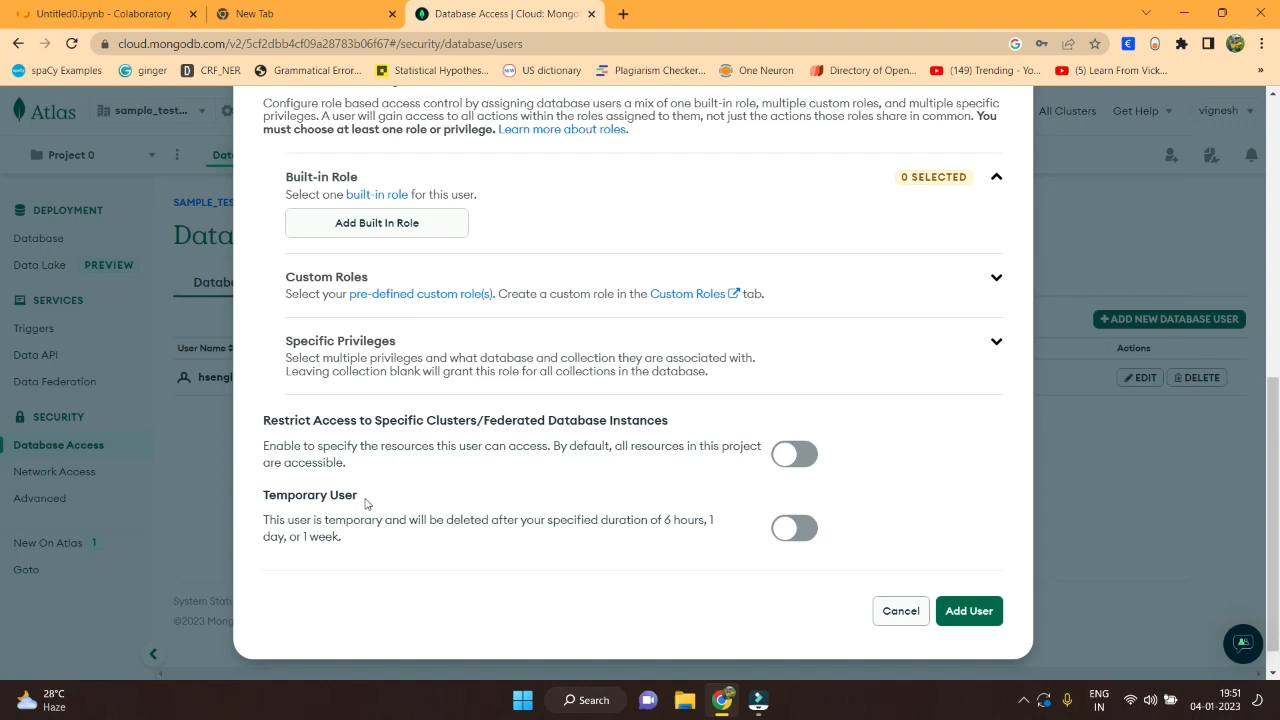 Untitled0.ipynb - Colaboratory
New Tab
Database Access | Cloud: Mongo
cloud.mongodb.com/v2/5cf2dbb4cf09a28783b06f67#/security/database/users
spaCy Examples
ginger
CRF_NER
Grammatical Error...
Statistical Hypothes...
US dictionary
Plagiarism Checker...
One Neuron
Directory of Open...
(149) Trending - Yo...
(5) Learn From Vick...
»
Atlas
sample_test...
All Clusters
Get Help
vignesh
Configure role based access control by assigning database users a mix of one built-in role, multiple custom roles, and multiple specific
privileges. A user will gain access to all actions within the roles assigned to them, not just the actions those roles share in common. You
must choose at least one role or privilege. Learn more about roles.
Project 0
Dat
DEPLOYMENT
Database
Data Lake PREVIEW
SERVICES
Triggers
Data API
Data Federation
SECURITY
Database Access
Network Access
Advanced
New On Atlas 1
Goto
SAMPLE_TES
Data
Datab
User Name
hsengl
System Statu
©2023 Mong
Built-in Role
0 SELECTED
Select one built-in role for this user.
Add Built In Role
Custom Roles
Select your pre-defined custom role(s). Create a custom role in the Custom Roles tab.
Specific Privileges
Select multiple privileges and what database and collection they are associated with.
Leaving collection blank will grant this role for all collections in the database.
Restrict Access to Specific Clusters/Federated Database Instances
Enable to specify the resources this user can access. By default, all resources in this project
are accessible.
Temporary User
This user is temporary and will be deleted after your specified duration of 6 hours, 1
day, or 1 week.
Cancel
Add User
+ ADD NEW DATABASE USER
Actions
EDIT
DELETE
28°C
Haze
Search
ENG
IN
19:51
04-01-2023